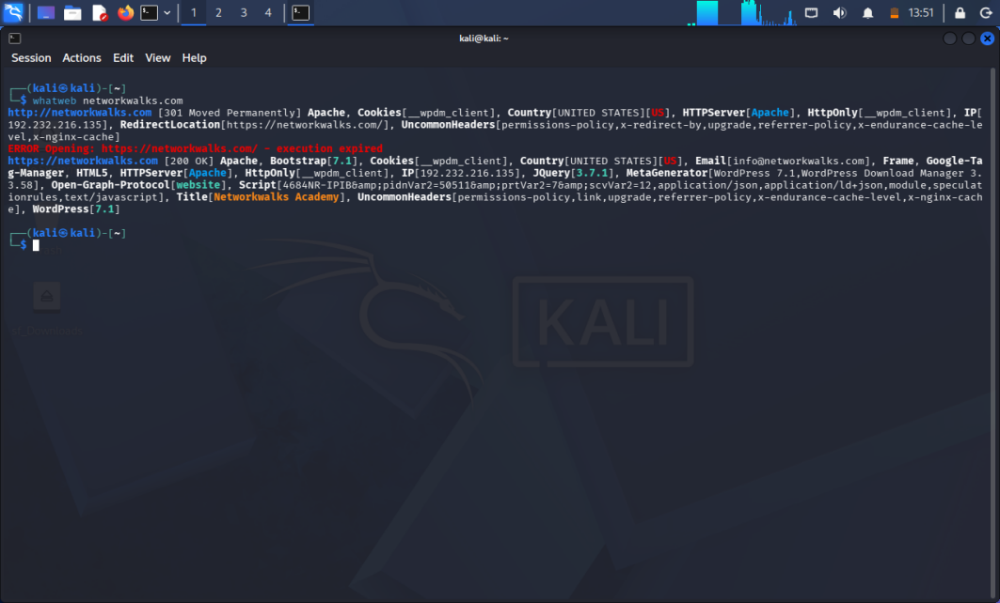 1 2 3 4 13:51
kali@kali: ~
Session Actions Edit View Help
┌──(kali㉿kali)-[~]
└─$ whatweb networkwalks.com
http://networkwalks.com [301 Moved Permanently] Apache, Cookies[__wpdm_client], Country[UNITED STATES][US], HTTPServer[Apache], HttpOnly[__wpdm_client], IP[
192.232.216.135], RedirectLocation[https://networkwalks.com/], UncommonHeaders[permissions-policy,x-redirect-by,upgrade,referrer-policy,x-endurance-cache-le
vel,x-nginx-cache]
ERROR Opening: https://networkwalks.com/ - execution expired
https://networkwalks.com [200 OK] Apache, Bootstrap[7.1], Cookies[__wpdm_client], Country[UNITED STATES][US], Email[info@networkwalks.com], Frame, Google-Ta
g-Manager, HTML5, HTTPServer[Apache], HttpOnly[__wpdm_client], IP[192.232.216.135], JQuery[3.7.1], MetaGenerator[WordPress 7.1,WordPress Download Manager 3.
3.58], Open-Graph-Protocol[website], Script[4684NR-IPIB&amp;pidnVar2=50511&amp;prtVar2=7&amp;scvVar2=12,application/json,application/ld+json,module,speculat
ionrules,text/javascript], Title[Networkwalks Academy], UncommonHeaders[permissions-policy,link,upgrade,referrer-policy,x-endurance-cache-level,x-nginx-cach
e], WordPress[7.1]
┌──(kali㉿kali)-[~]
└─$
KALI